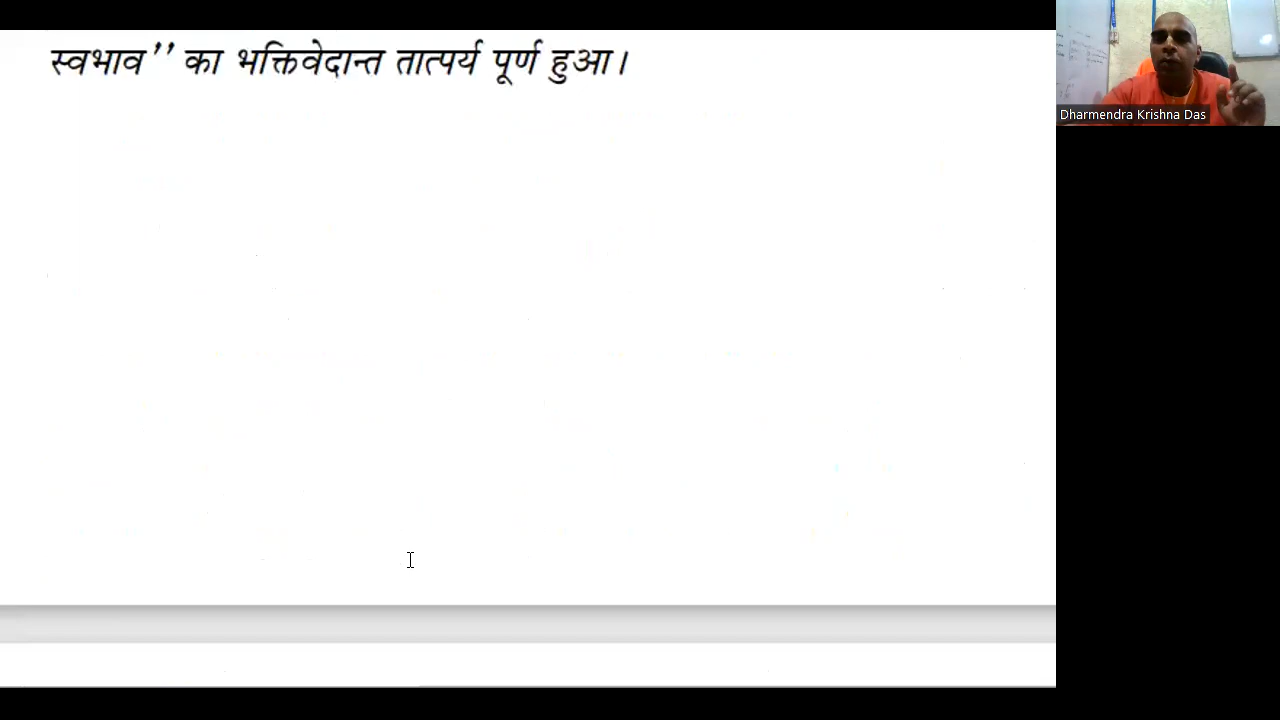 स्वभाव’’ का भक्तिवेदान्त तात्पर्य पूर्ण हुआ।
Dharmendra Krishna Das